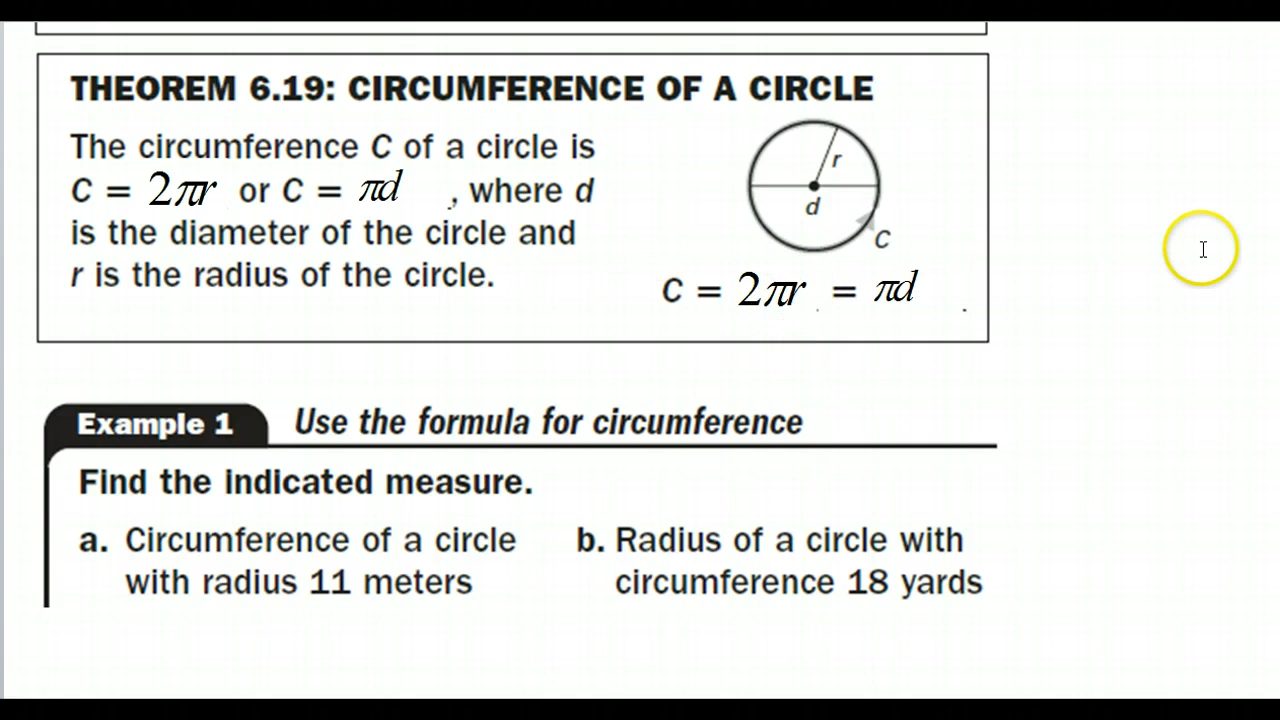 THEOREM 6.19: CIRCUMFERENCE OF A CIRCLE
The circumference C of a circle is
C = 2πr or C = πd , where d
is the diameter of the circle and
r is the radius of the circle.
r
d
C
C = 2πr = πd .
Example 1 Use the formula for circumference
Find the indicated measure.
a. Circumference of a circle
with radius 11 meters
b. Radius of a circle with
circumference 18 yards